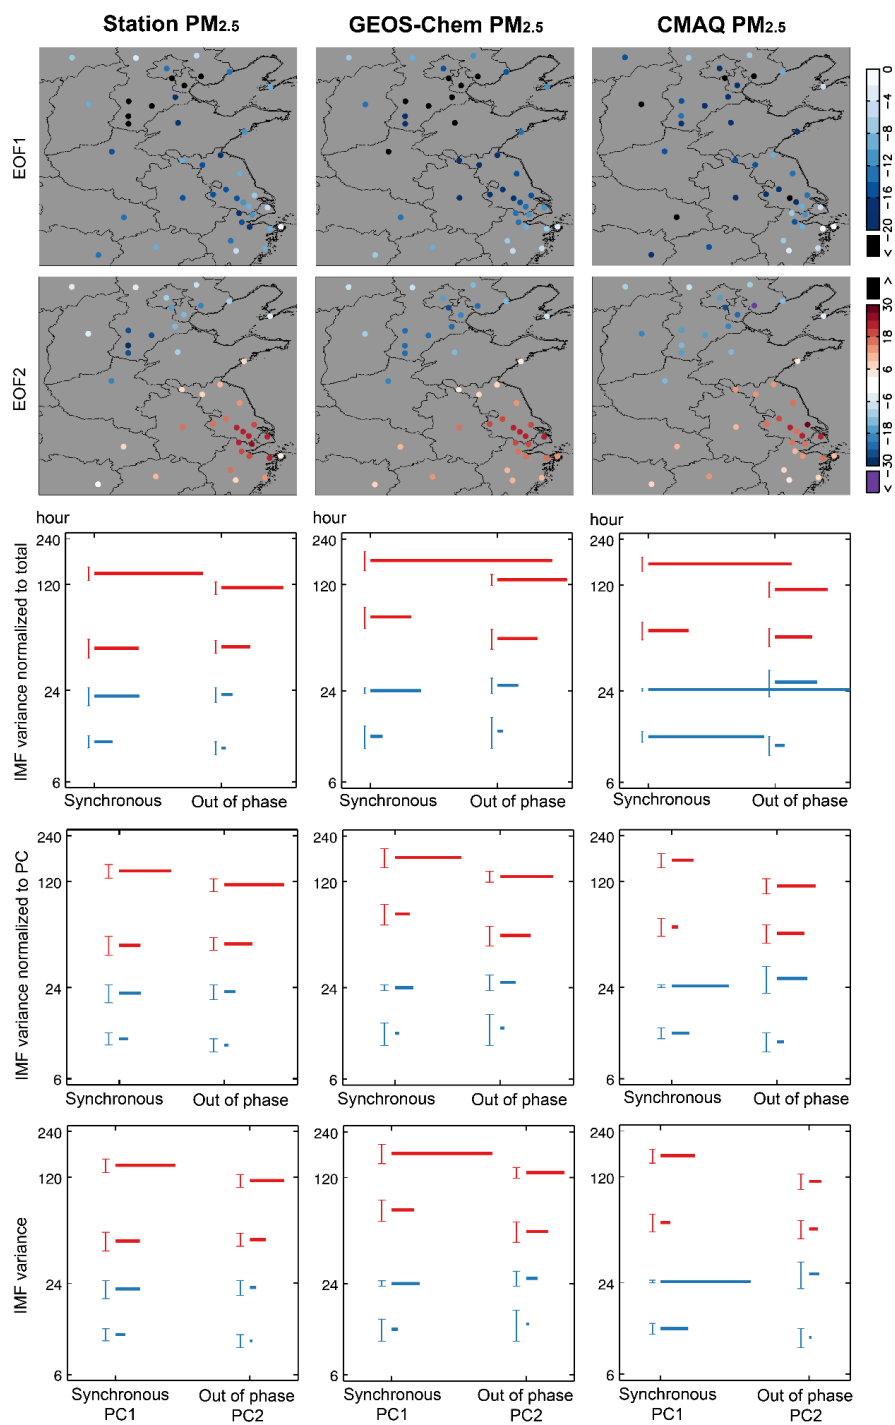 Station PM2.5 GEOS-Chem PM2.5 CMAQ PM2.5
EOF1
0
−4
−8
−12
−16
−20
<
EOF2
>
30
18
6
−6
−18
−30
<
hour hour hour
IMF variance normalized to total
240 240 240
120 120 120
24 24 24
6 6 6
Synchronous Out of phase Synchronous Out of phase Synchronous Out of phase
IMF variance normalized to PC
240 240 240
120 120 120
24 24 24
6 6 6
Synchronous Out of phase Synchronous Out of phase Synchronous Out of phase
IMF variance
240 240 240
120 120 120
24 24 24
6 6 6
Synchronous Out of phase Synchronous Out of phase Synchronous Out of phase
PC1 PC2 PC1 PC2 PC1 PC2